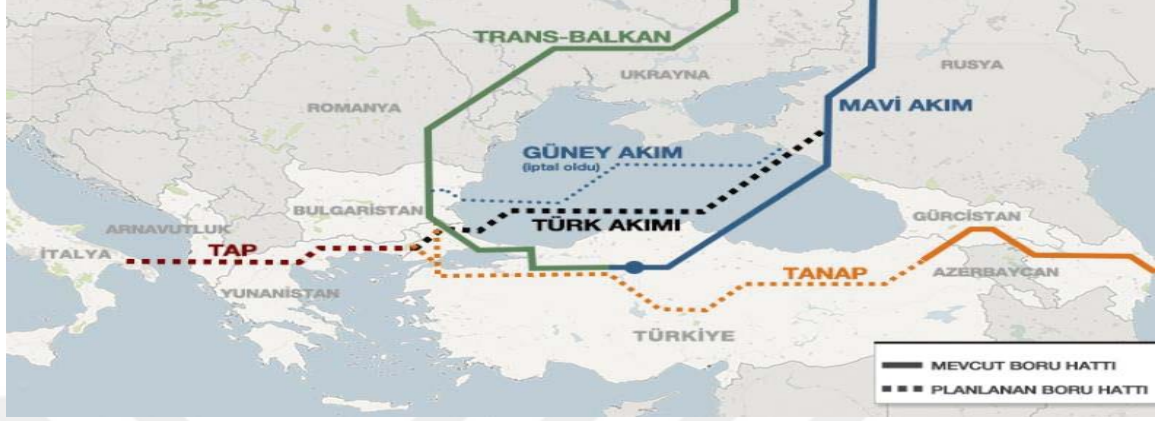 TRANS-BALKAN
UKRAYNA
RUSYA
ROMANYA
MAVİ AKIM
GÜNEY AKIM
(iptal oldu)
BULGARİSTAN
TÜRK AKIMI
GÜRCİSTAN
ARNAVUTLUK
İTALYA
TAP
TANAP
AZERBAYCAN
YUNANİSTAN
TÜRKİYE
MEVCUT BORU HATTI
PLANLANAN BORU HATTI